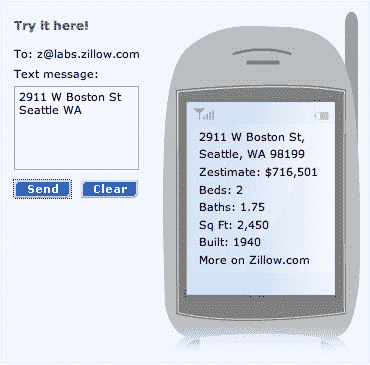 Try it here!
To: z@labs.zillow.com
Text message:
2911 W Boston St
Seattle WA
Send
Clear
2911 W Boston St,
Seattle, WA 98199
Zestimate: $716,501
Beds: 2
Baths: 1.75
Sq Ft: 2,450
Built: 1940
More on Zillow.com